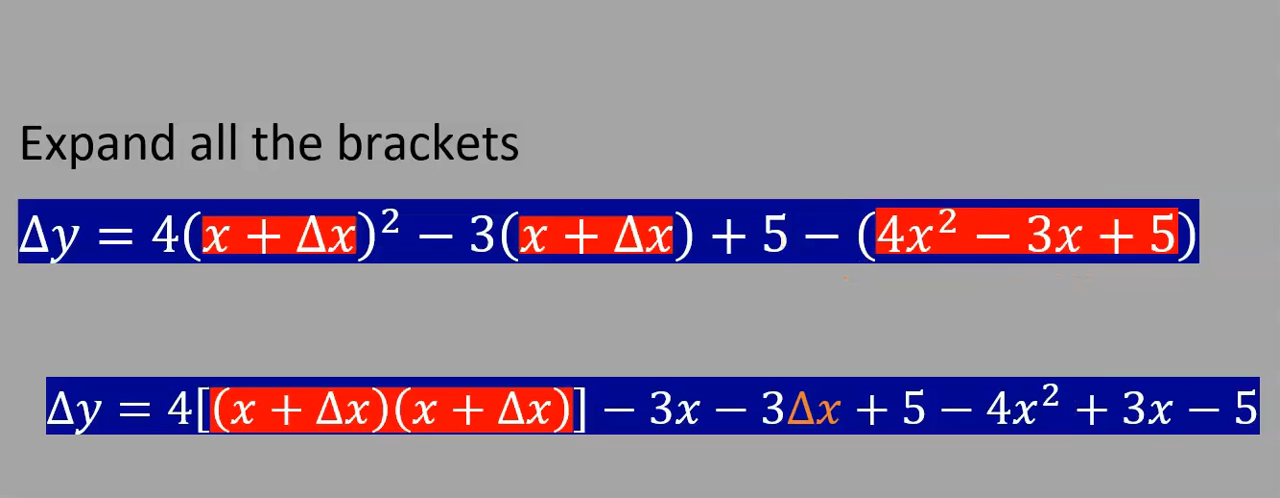 Expand all the brackets
Δy = 4(x + Δx)² − 3(x + Δx) + 5 − (4x² − 3x + 5)
Δy = 4[(x + Δx)(x + Δx)] − 3x − 3Δx + 5 − 4x² + 3x − 5